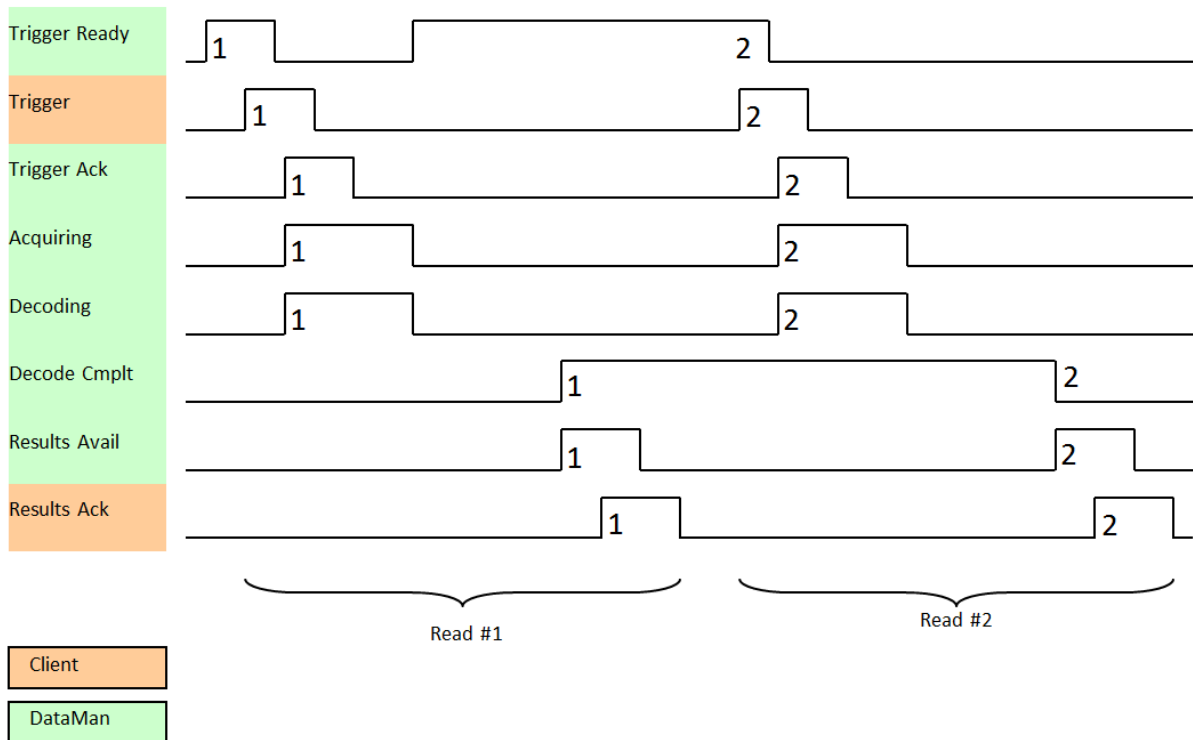 Trigger Ready 1 2
Trigger 1 2
Trigger Ack 1 2
Acquiring 1 2
Decoding 1 2
Decode Cmplt 1 2
Results Avail 1 2
Results Ack 1 2
Read #1 Read #2
Client
DataMan